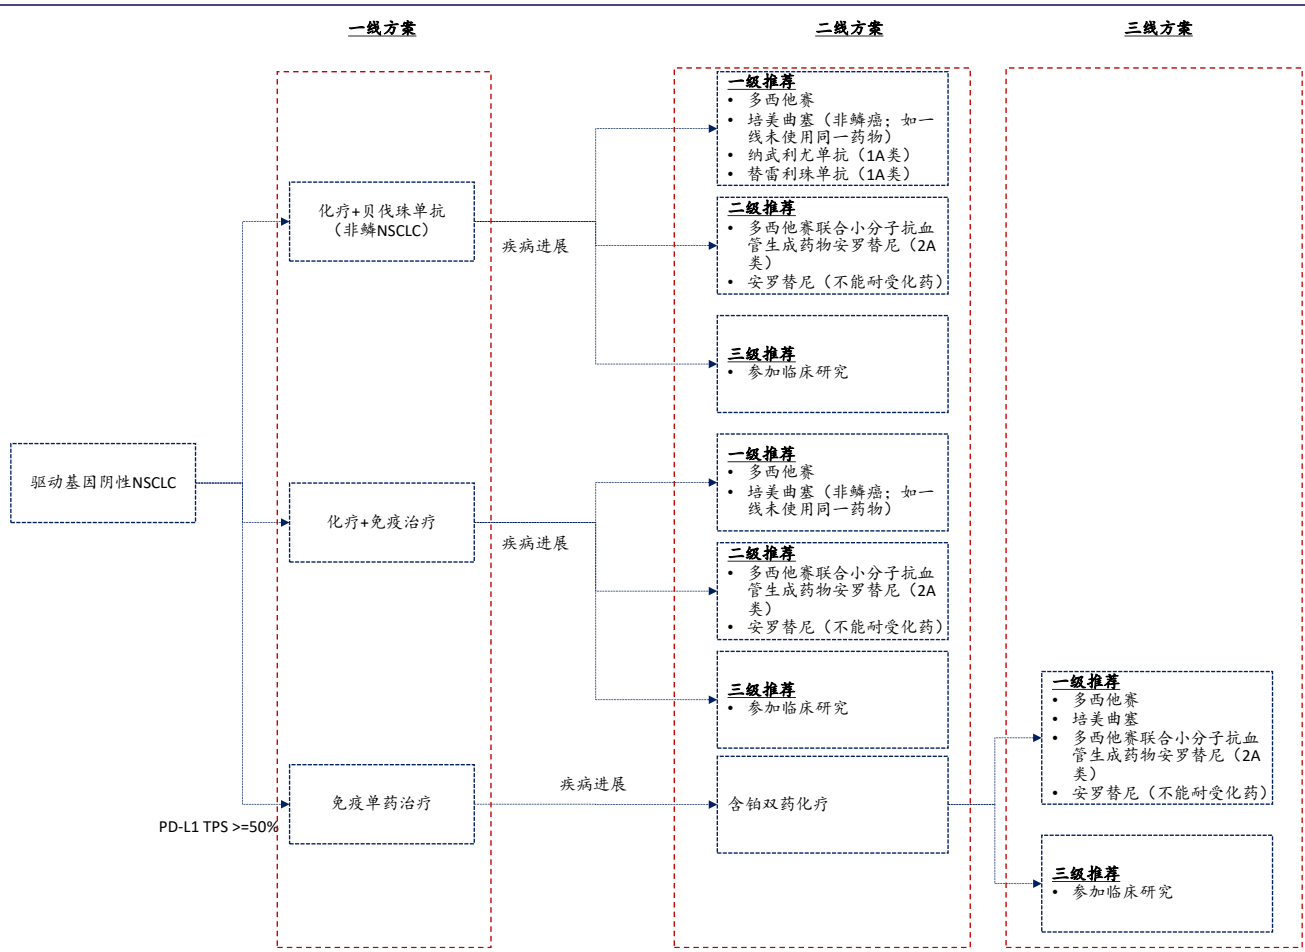 一线方案
二线方案
三线方案
驱动基因阴性NSCLC
化疗+贝伐珠单抗
（非鳞NSCLC）
疾病进展
一级推荐
• 多西他赛
• 培美曲塞（非鳞癌；如一
线未使用同一药物）
• 纳武利尤单抗（1A类）
• 替雷利珠单抗（1A类）
二级推荐
• 多西他赛联合小分子抗血
管生成药物安罗替尼（2A
类）
• 安罗替尼（不能耐受化药）
三级推荐
• 参加临床研究
化疗+免疫治疗
疾病进展
一级推荐
• 多西他赛
• 培美曲塞（非鳞癌；如一
线未使用同一药物）
二级推荐
• 多西他赛联合小分子抗血
管生成药物安罗替尼（2A
类）
• 安罗替尼（不能耐受化药）
三级推荐
• 参加临床研究
PD-L1 TPS >=50%
免疫单药治疗
疾病进展
含铂双药化疗
一级推荐
• 多西他赛
• 培美曲塞
• 多西他赛联合小分子抗血
管生成药物安罗替尼（2A
类）
• 安罗替尼（不能耐受化药）
三级推荐
• 参加临床研究